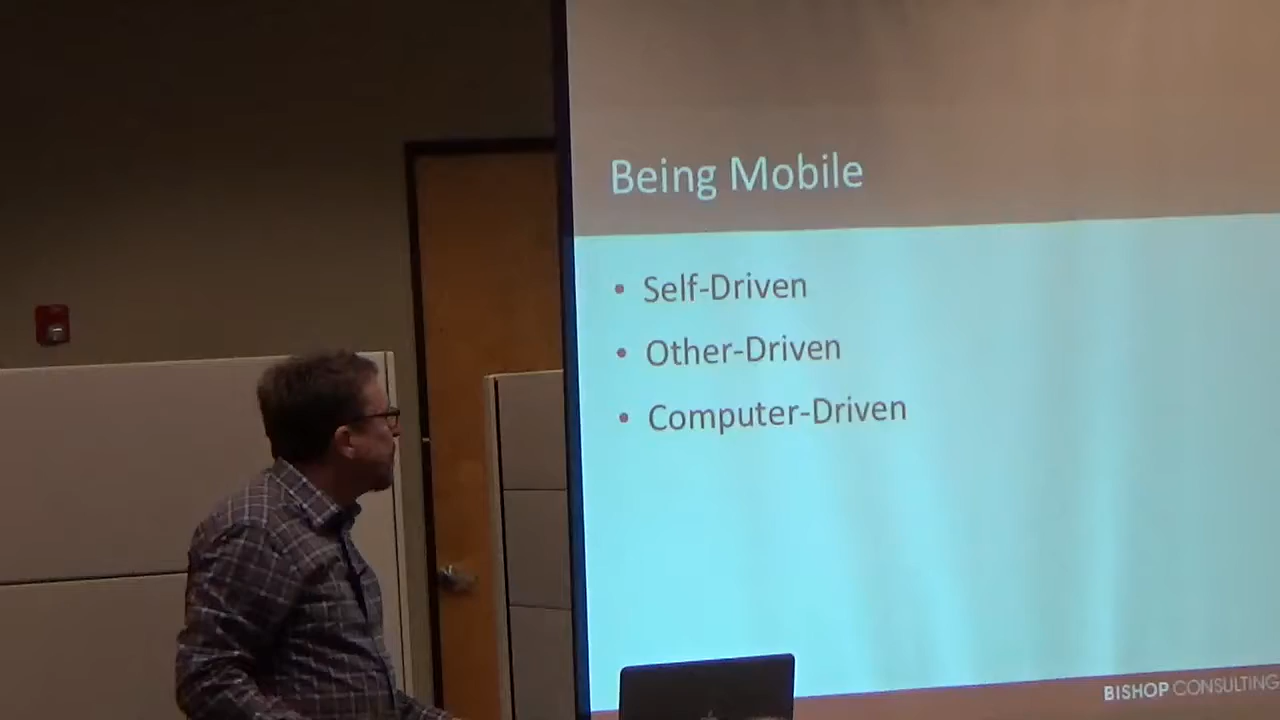 Being Mobile
• Self-Driven
• Other-Driven
• Computer-Driven
BISHOP CONSULTING